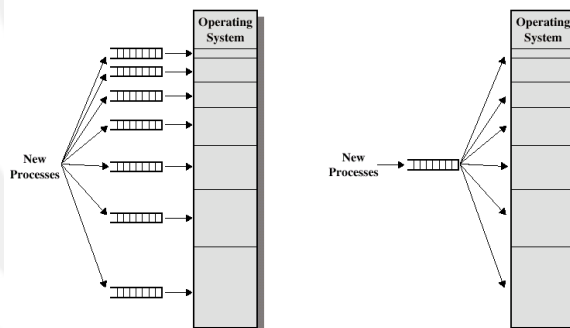 Operating
System
New
Processes
Operating
System
New
Processes